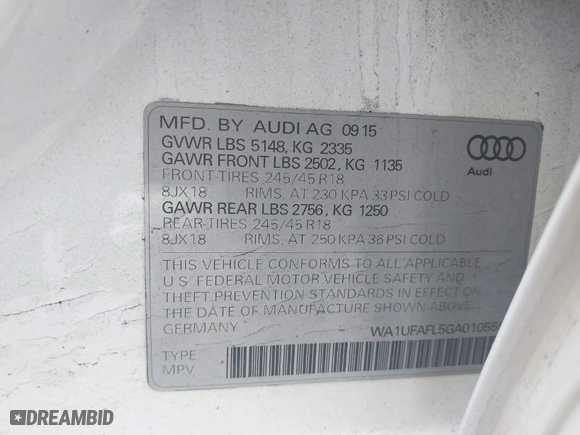 MFD. BY AUDI AG 09 15
GVWR LBS 5148, KG 2335
GAWR FRONT LBS 2502, KG 1135
FRONT-TIRES 245/45 R18
8JX18 RIMS, AT 230 KPA 33 PSI COLD
GAWR REAR LBS 2756, KG 1250
REAR-TIRES 245/45 R18
8JX18 RIMS, AT 250 KPA 36 PSI COLD
Audi
THIS VEHICLE CONFORMS TO ALL APPLICABLE
U.S. FEDERAL MOTOR VEHICLE SAFETY AND
THEFT PREVENTION STANDARDS IN EFFECT ON
THE DATE OF MANUFACTURE SHOWN ABOVE.
GERMANY
TYPE
MPV
DREAMBID